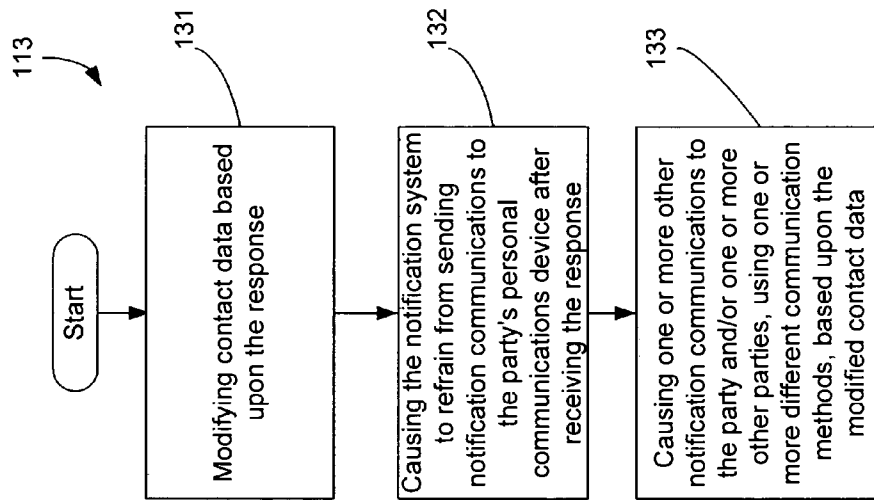 113
Start
131
Modifying contact data based
upon the response
132
Causing the notification system
to refrain from sending
notification communications to
the party's personal
communications device after
receiving the response
133
Causing one or more other
notification communications to
the party and/or one or more
other parties, using one or
more different communication
methods, based upon the
modified contact data